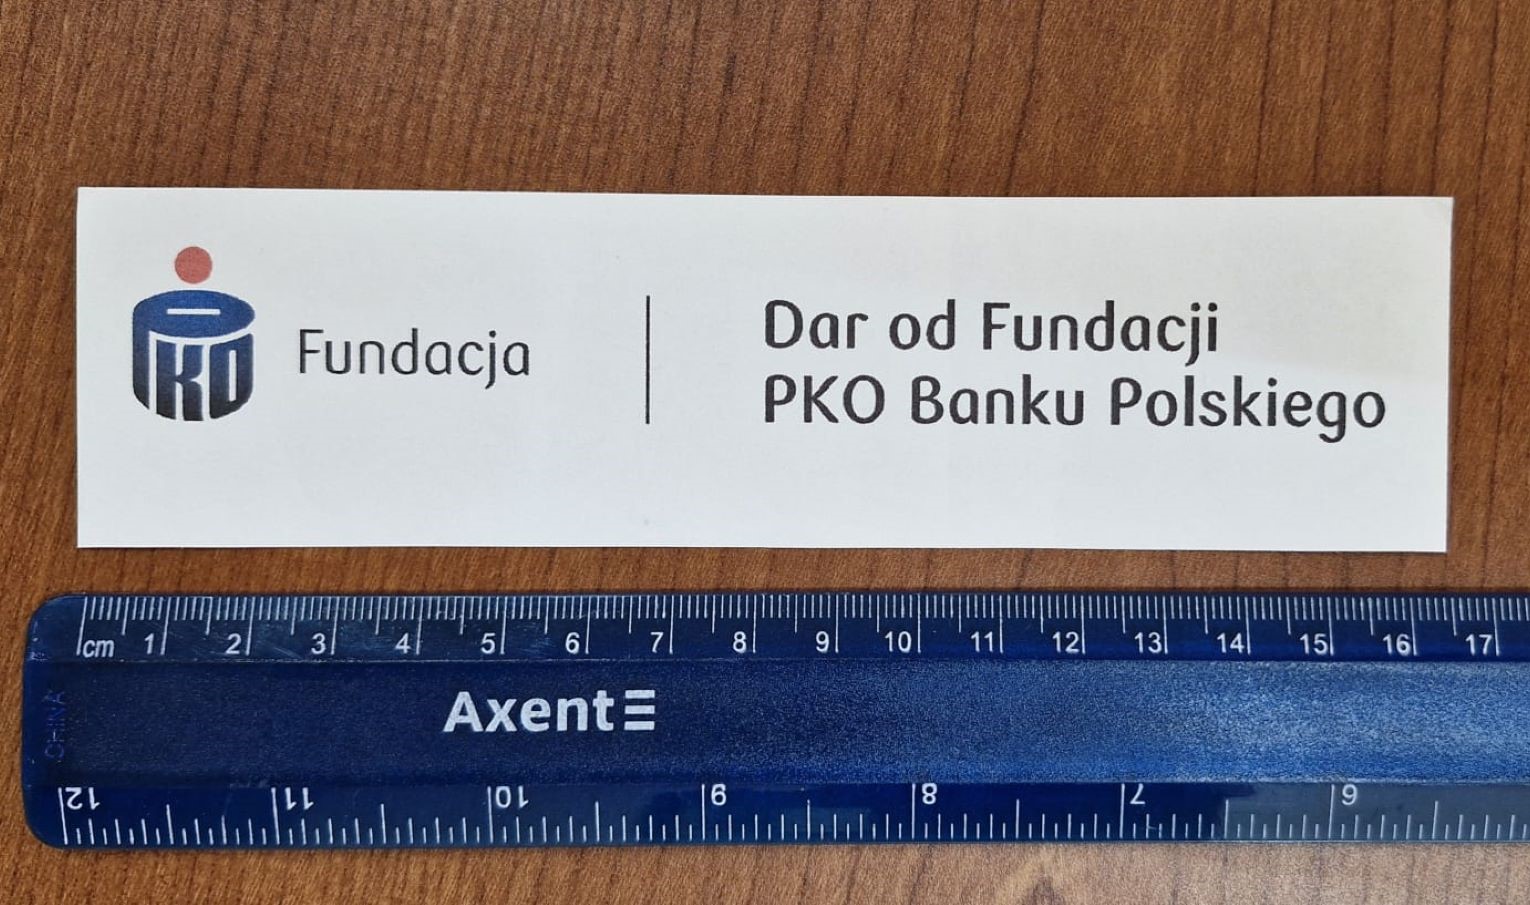 PKO
Fundacja
Dar od Fundacji
PKO Banku Polskiego
cm 1 2 3 4 5 6 7 8 9 10 11 12 13 14 15 16 17
Axent
CHINA
12 11 10 9 8 7 6